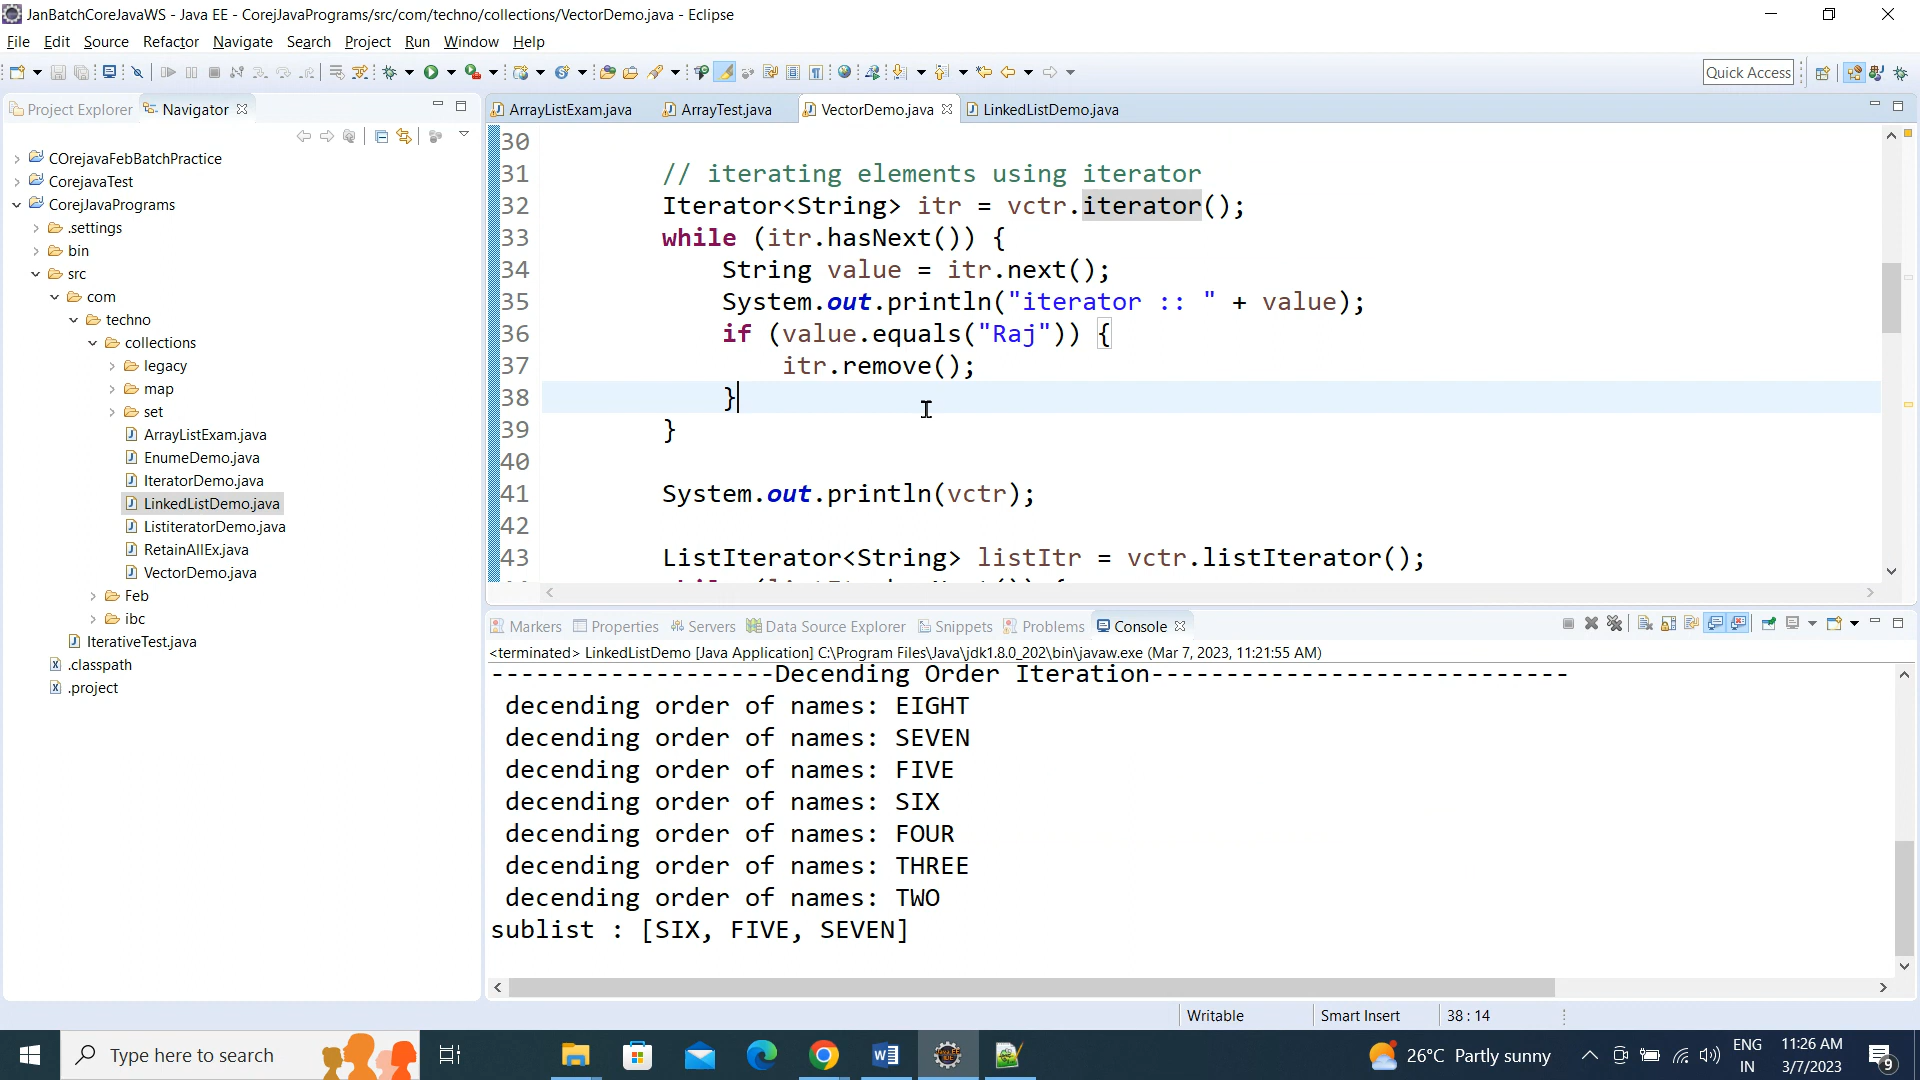 JanBatchCoreJavaWS - Java EE - CorejJavaPrograms/src/com/techno/collections/VectorDemo.java - Eclipse
File Edit Source Refactor Navigate Search Project Run Window Help
Quick Access
Project Explorer Navigator
ArrayListExam.java ArrayTest.java VectorDemo.java LinkedListDemo.java
COrejavaFebBatchPractice
CorejavaTest
CorejJavaPrograms
.settings
bin
src
com
techno
collections
legacy
map
set
ArrayListExam.java
EnumeDemo.java
IteratorDemo.java
LinkedListDemo.java
ListiteratorDemo.java
RetainAllEx.java
VectorDemo.java
Feb
ibc
IterativeTest.java
.classpath
.project
30
31 // iterating elements using iterator
32 Iterator<String> itr = vctr.iterator();
33 while (itr.hasNext()) {
34 String value = itr.next();
35 System.out.println("iterator :: " + value);
36 if (value.equals("Raj")) {
37 itr.remove();
38 }
39 }
40
41 System.out.println(vctr);
42
43 ListIterator<String> listItr = vctr.listIterator();
Markers Properties Servers Data Source Explorer Snippets Problems Console
<terminated> LinkedListDemo [Java Application] C:\Program Files\Java\jdk1.8.0_202\bin\javaw.exe (Mar 7, 2023, 11:21:55 AM)
-------------------Decending Order Iteration----------------------------
decending order of names: EIGHT
decending order of names: SEVEN
decending order of names: FIVE
decending order of names: SIX
decending order of names: FOUR
decending order of names: THREE
decending order of names: TWO
sublist : [SIX, FIVE, SEVEN]
Writable Smart Insert 38 : 14
Type here to search
26°C Partly sunny
ENG
IN
11:26 AM
3/7/2023
9